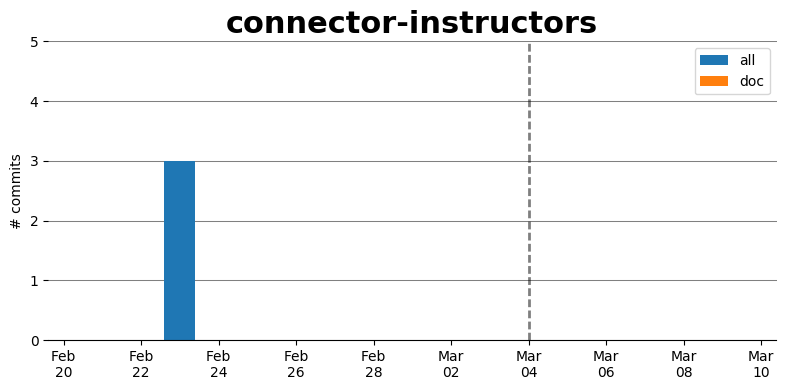 connector-instructors
5
4
3
2
1
0
# commits
all
doc
Feb Feb Feb Feb Feb Mar Mar Mar Mar Mar
20 22 24 26 28 02 04 06 08 10